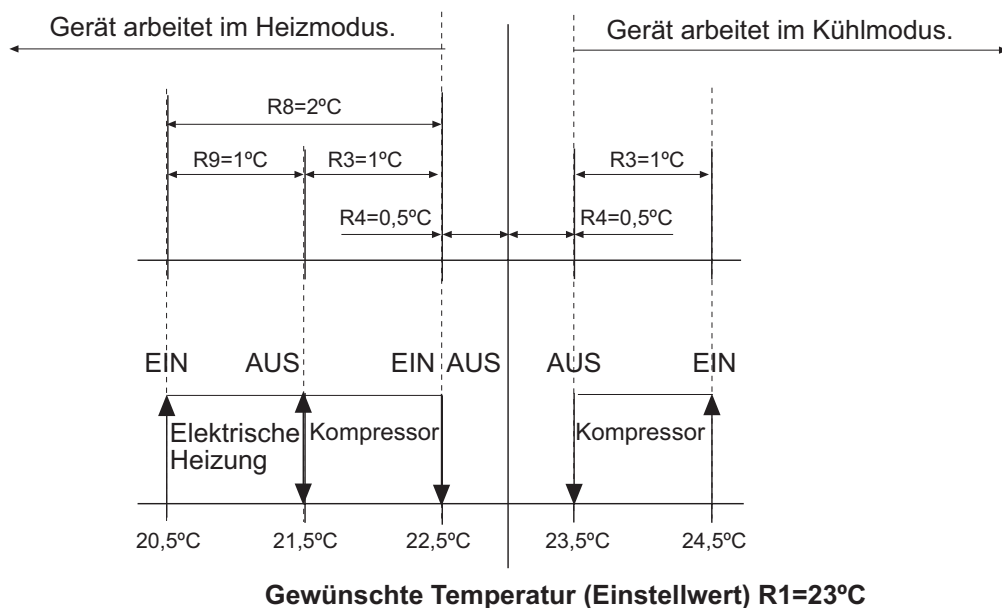 Gerät arbeitet im Heizmodus.
Gerät arbeitet im Kühlmodus.
R8=2ºC
R9=1ºC
R3=1ºC
R3=1ºC
R4=0,5ºC
R4=0,5ºC
EIN
AUS
EIN
AUS
AUS
EIN
Elektrische
Heizung
Kompressor
Kompressor
20,5ºC
21,5ºC
22,5ºC
23,5ºC
24,5ºC
Gewünschte Temperatur (Einstellwert) R1=23ºC